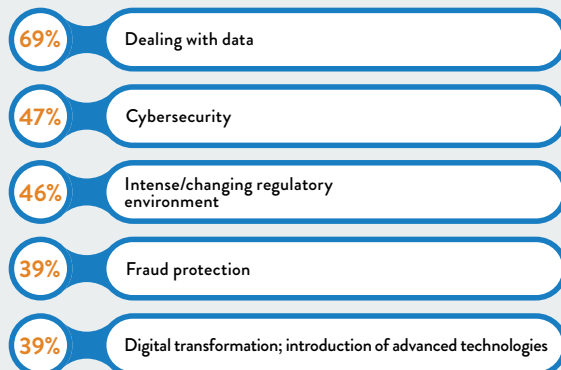 69% Dealing with data
47% Cybersecurity
46% Intense/changing regulatory
environment
39% Fraud protection
39% Digital transformation; introduction of advanced technologies